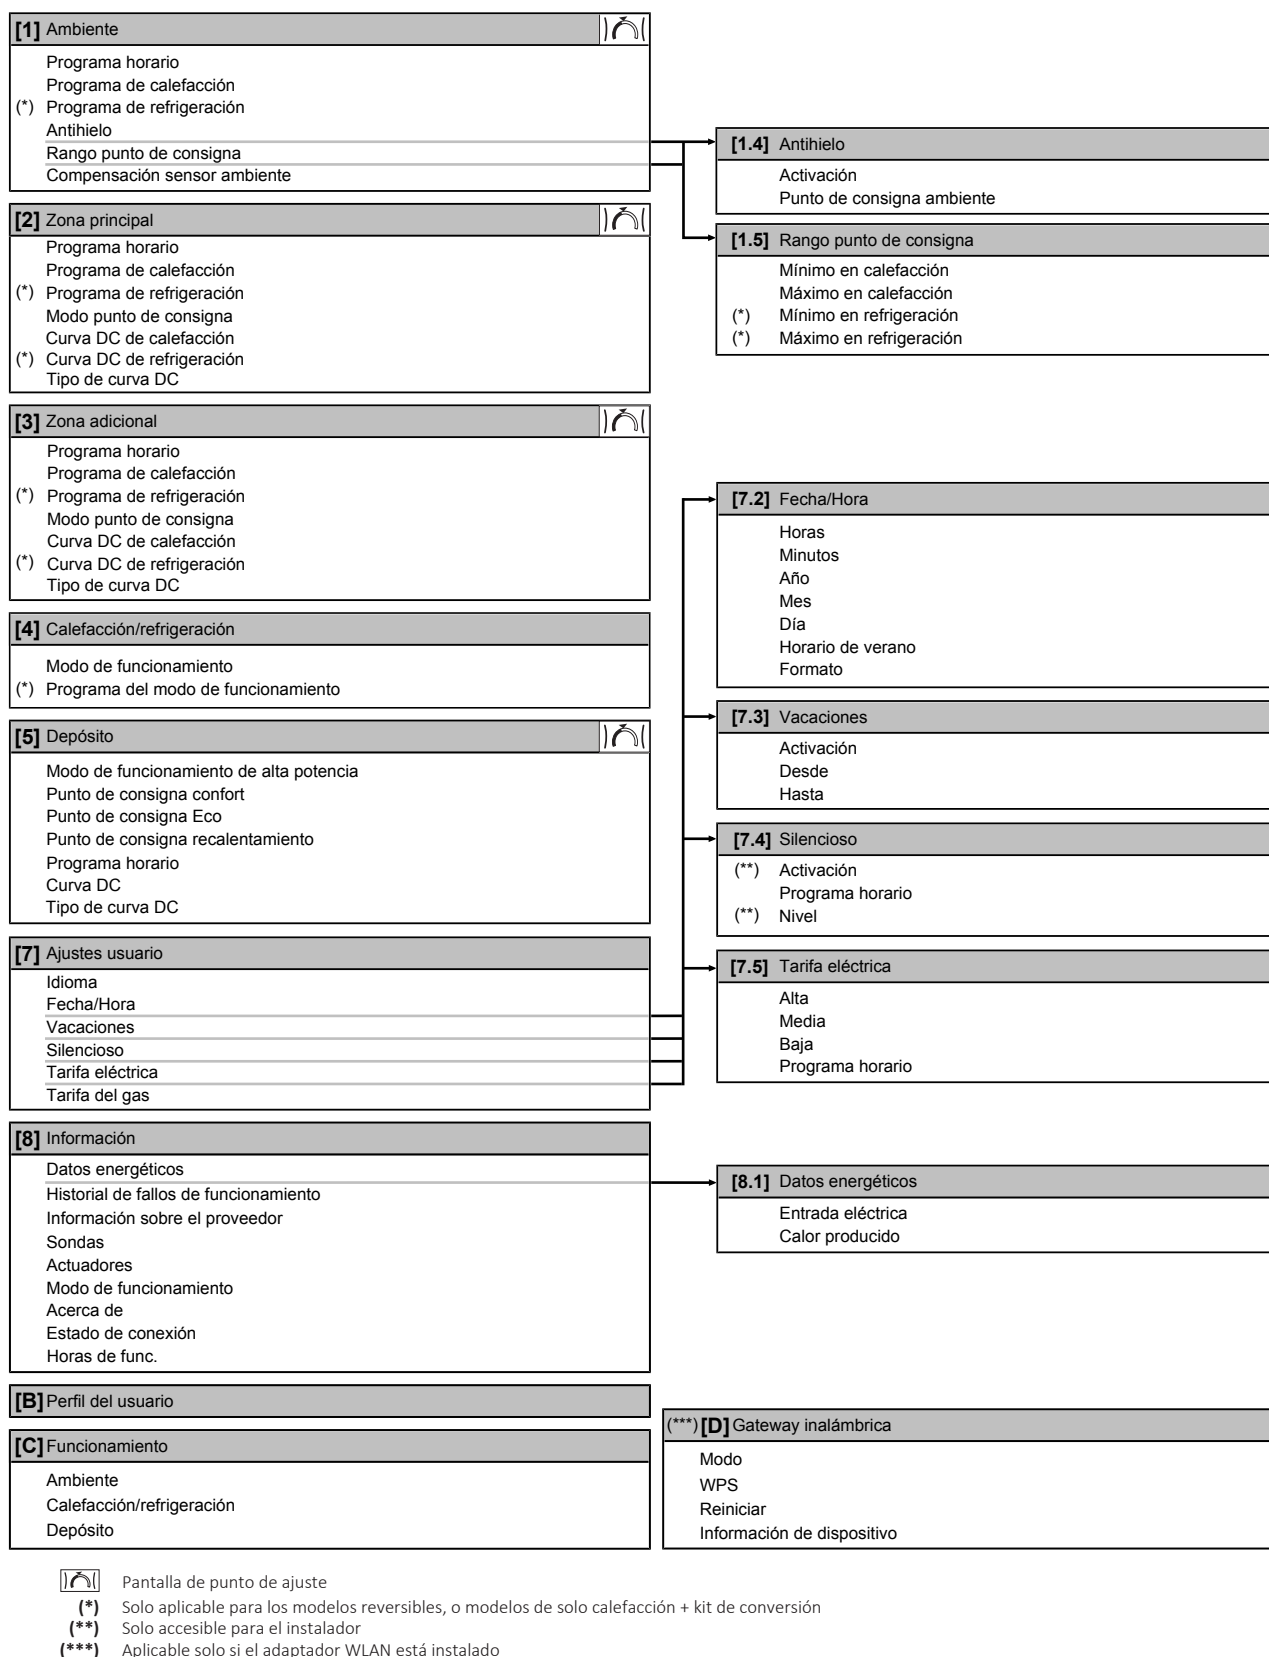 [1] Ambiente
Programa horario
Programa de calefacción
(*) Programa de refrigeración
Antihielo
Rango punto de consigna
Compensación sensor ambiente
[1.4] Antihielo
Activación
Punto de consigna ambiente
[1.5] Rango punto de consigna
Mínimo en calefacción
Máximo en calefacción
(*) Mínimo en refrigeración
(*) Máximo en refrigeración
[2] Zona principal
Programa horario
Programa de calefacción
(*) Programa de refrigeración
Modo punto de consigna
Curva DC de calefacción
(*) Curva DC de refrigeración
Tipo de curva DC
[3] Zona adicional
Programa horario
Programa de calefacción
(*) Programa de refrigeración
Modo punto de consigna
Curva DC de calefacción
(*) Curva DC de refrigeración
Tipo de curva DC
[4] Calefacción/refrigeración
Modo de funcionamiento
(*) Programa del modo de funcionamiento
[5] Depósito
Modo de funcionamiento de alta potencia
Punto de consigna confort
Punto de consigna Eco
Punto de consigna recalentamiento
Programa horario
Curva DC
Tipo de curva DC
[7] Ajustes usuario
Idioma
Fecha/Hora
Vacaciones
Silencioso
Tarifa eléctrica
Tarifa del gas
[7.2] Fecha/Hora
Horas
Minutos
Año
Mes
Día
Horario de verano
Formato
[7.3] Vacaciones
Activación
Desde
Hasta
[7.4] Silencioso
(**) Activación
Programa horario
(**) Nivel
[7.5] Tarifa eléctrica
Alta
Media
Baja
Programa horario
[8] Información
Datos energéticos
Historial de fallos de funcionamiento
Información sobre el proveedor
Sondas
Actuadores
Modo de funcionamiento
Acerca de
Estado de conexión
Horas de func.
[8.1] Datos energéticos
Entrada eléctrica
Calor producido
[B] Perfil del usuario
[C] Funcionamiento
Ambiente
Calefacción/refrigeración
Depósito
(***) [D] Gateway inalámbrica
Modo
WPS
Reiniciar
Información de dispositivo
Pantalla de punto de ajuste
(*) Solo aplicable para los modelos reversibles, o modelos de solo calefacción + kit de conversión
(**) Solo accesible para el instalador
(***) Aplicable solo si el adaptador WLAN está instalado